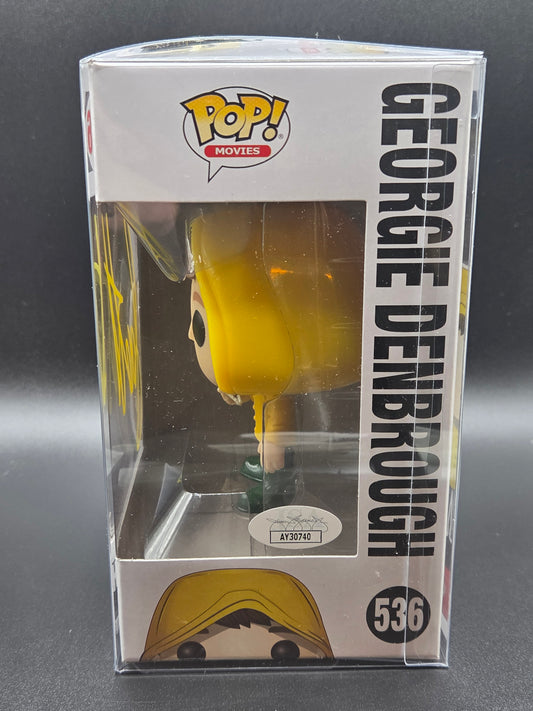 POP!
MOVIES
GEORGIE DENBROUGH
AY30740
536